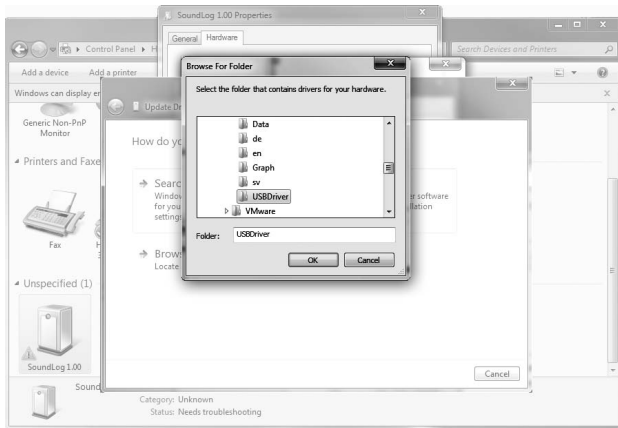 SoundLog 1.00 Properties
General Hardware
Control Panel ▸ H
Search Devices and Printers
Add a device Add a printer
Windows can display er
Browse For Folder
Select the folder that contains drivers for your hardware.
Update Dr
Generic Non-PnP
Monitor
How do yo
Data
de
en
Graph
sv
USBDriver
VMware
Printers and Faxe
Searc
Window
for you
settings
er software
llation
Folder: USBDriver
OK Cancel
Fax
Brows
Locate
Unspecified (1)
SoundLog 1.00
Cancel
Sound
Category: Unknown
Status: Needs troubleshooting